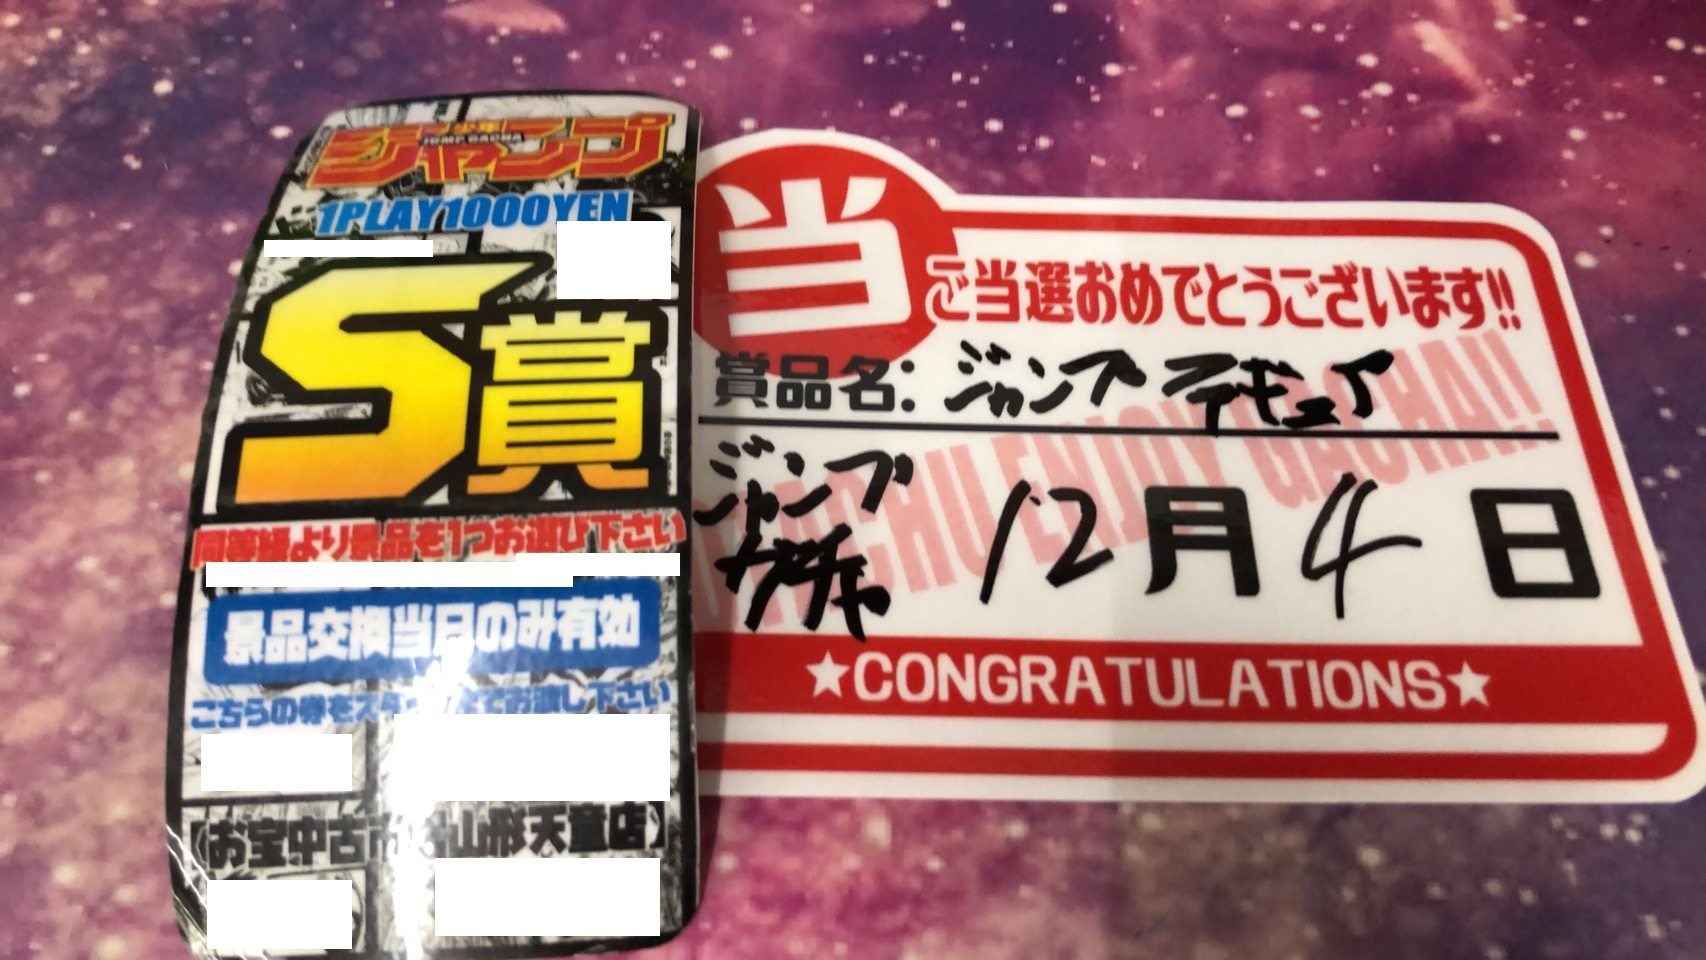 少年
ジャンプ
JUMP GACHA
1PLAY1000YEN
S賞
同等級より景品を1つお選び下さい
景品交換当日のみ有効
こちらの券をスタッフまでお渡し下さい
【お宝中古市場山形天童店】
当
ご当選おめでとうございます!!
賞品名:ジャンプフィギュア
ジャンプ
ガチャ
12月4日
ENJOY GACHA!!
★CONGRATULATIONS★